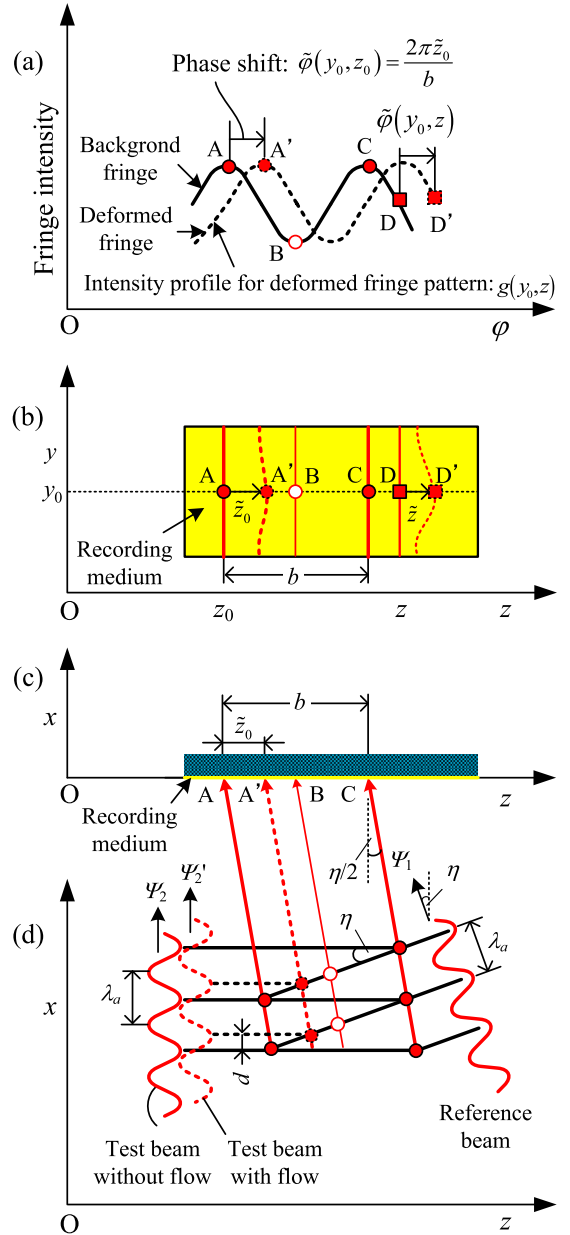 (a)
Phase shift: φ̃(y₀,z₀) = 2πz̃₀/b
φ̃(y₀,z)
A
A'
C
Backgrond
fringe
Deformed
fringe
B
D
D'
Intensity profile for deformed fringe pattern: g(y₀,z)
Fringe intensity
O
φ
(b)
y
y₀
A
A'
B
C
D
D'
z̃₀
z̃
Recording
medium
b
O
z₀
z
z
(c)
x
b
z̃₀
O
A
A'
B
C
z
Recording
medium
η/2
Ψ₁
η
Ψ₂
Ψ₂'
(d)
η
λₐ
λₐ
x
d
Test beam
without flow
Test beam
with flow
Reference
beam
O
z